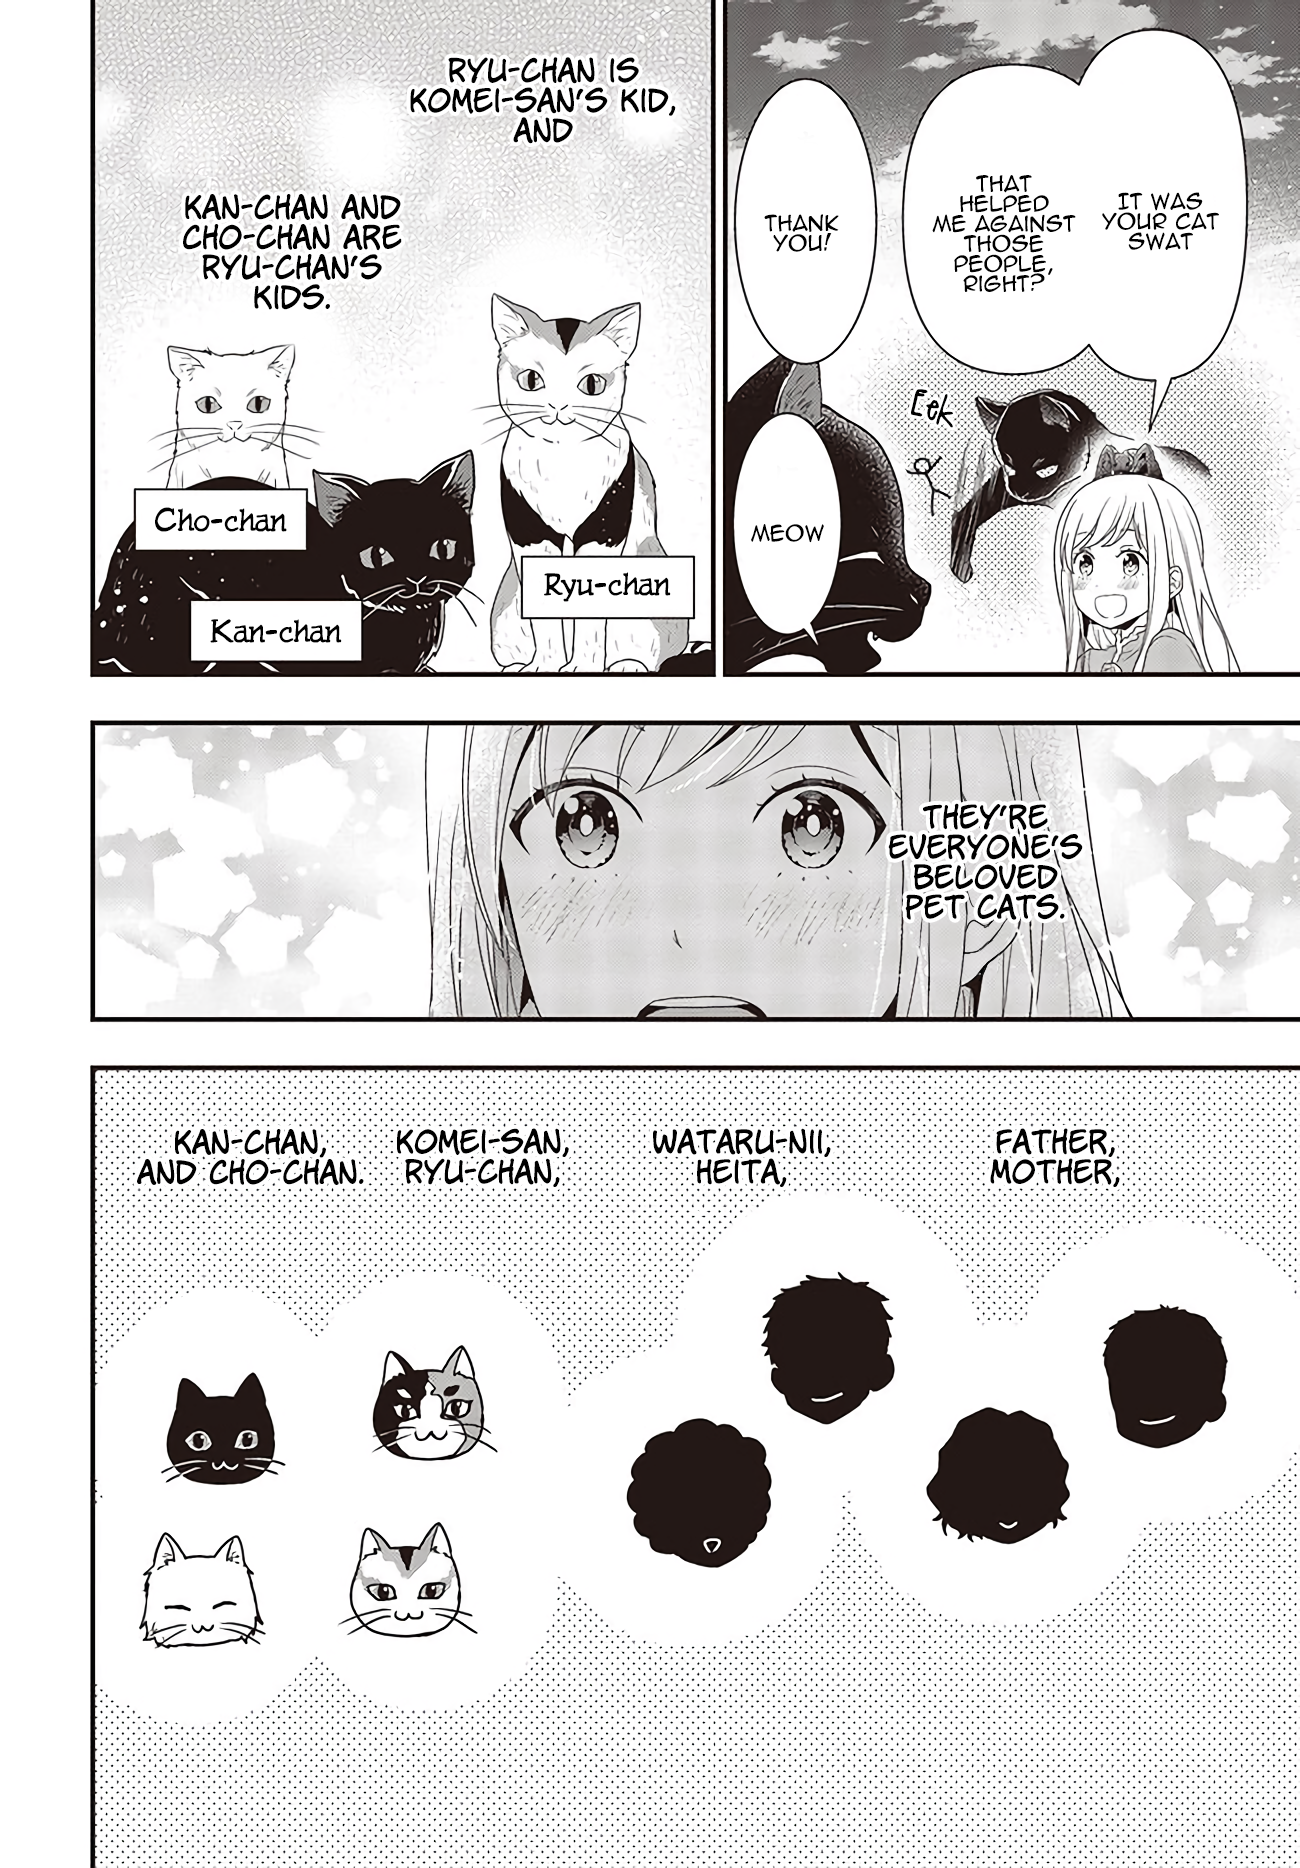 IT WAS
YOUR CAT
SWAT
THAT
HELPED
ME AGAINST
THOSE
PEOPLE,
RIGHT?
THANK
YOU!
Eek
MEOW
RYU-CHAN IS
KOMEI-SAN'S KID,
AND
KAN-CHAN AND
CHO-CHAN ARE
RYU-CHAN'S
KIDS.
Ryu-chan
Cho-chan
Kan-chan
THEY'RE
EVERYONE'S
BELOVED
PET CATS.
FATHER,
MOTHER,
WATARU-NII,
HEITA,
KOMEI-SAN,
RYU-CHAN,
KAN-CHAN,
AND CHO-CHAN.